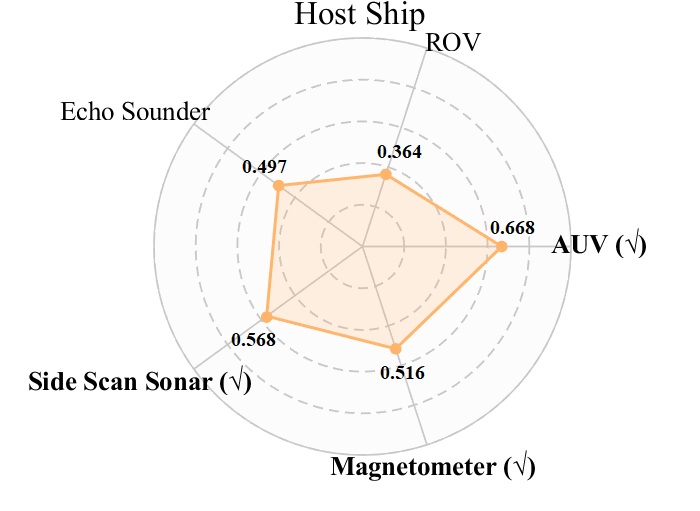 Host Ship
ROV
Echo Sounder
0.364
0.497
0.668
AUV (√)
0.568
0.516
Side Scan Sonar (√)
Magnetometer (√)